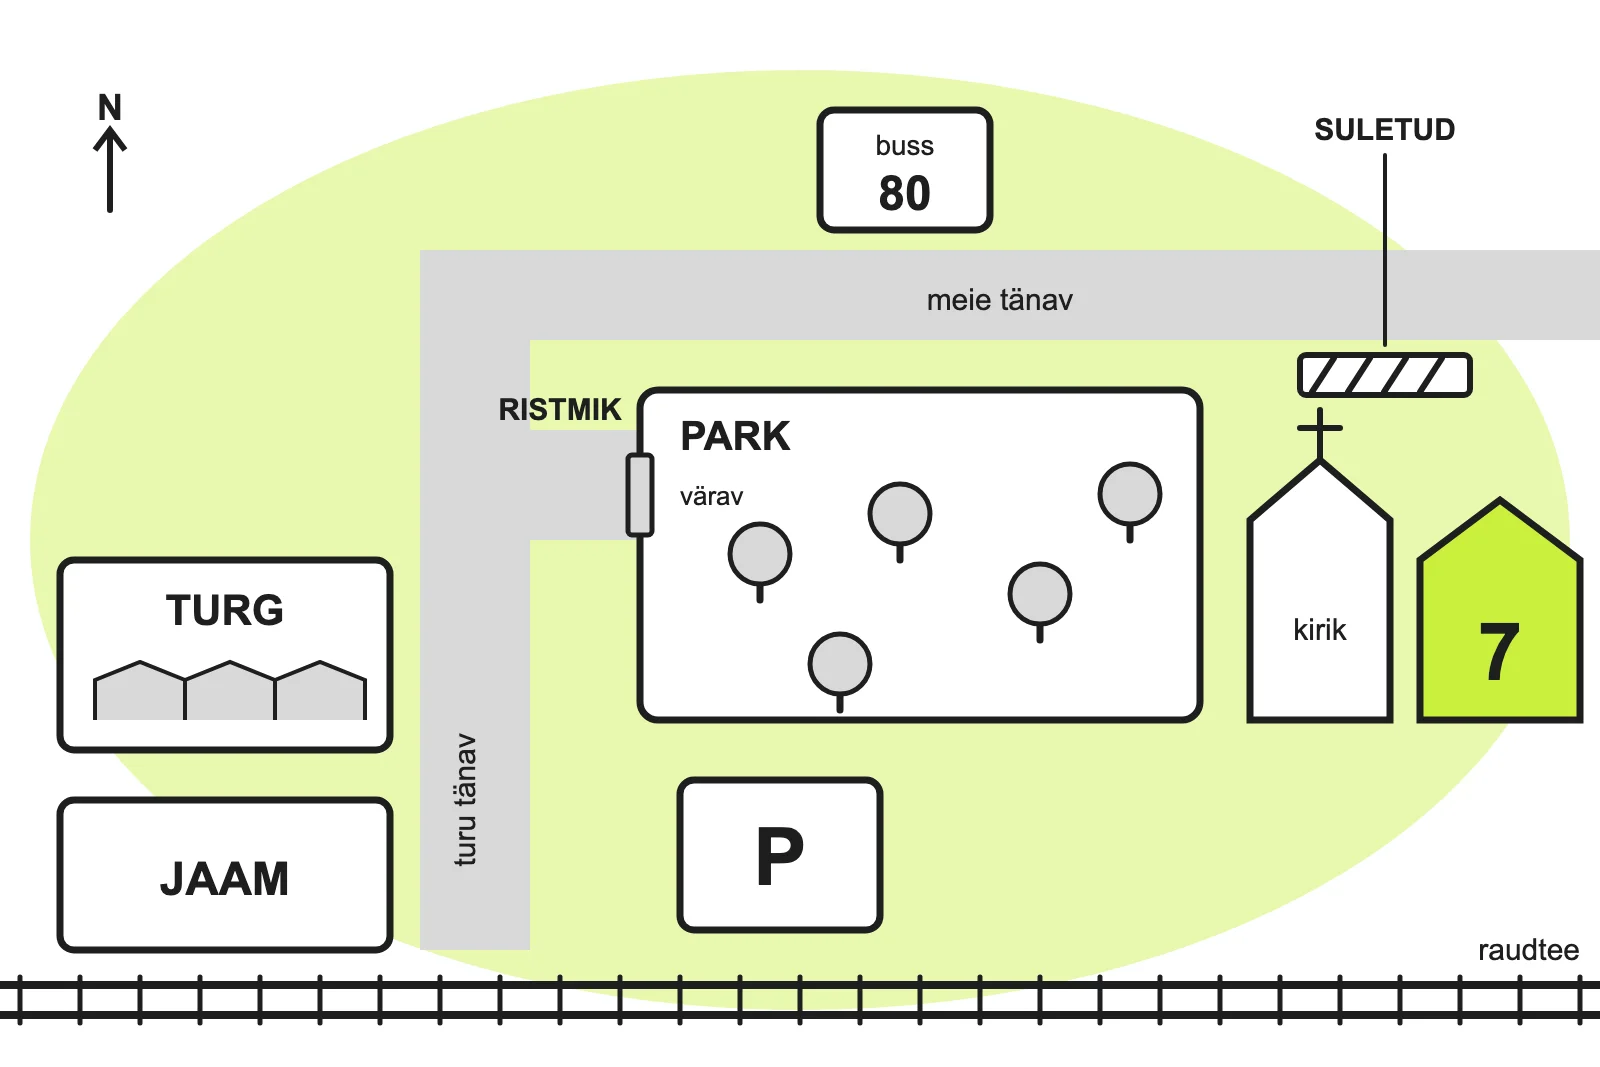 N
buss
80
SULETUD
meie tänav
RISTMIK
PARK
värav
TURG
kirik
7
turu tänav
JAAM
P
raudtee